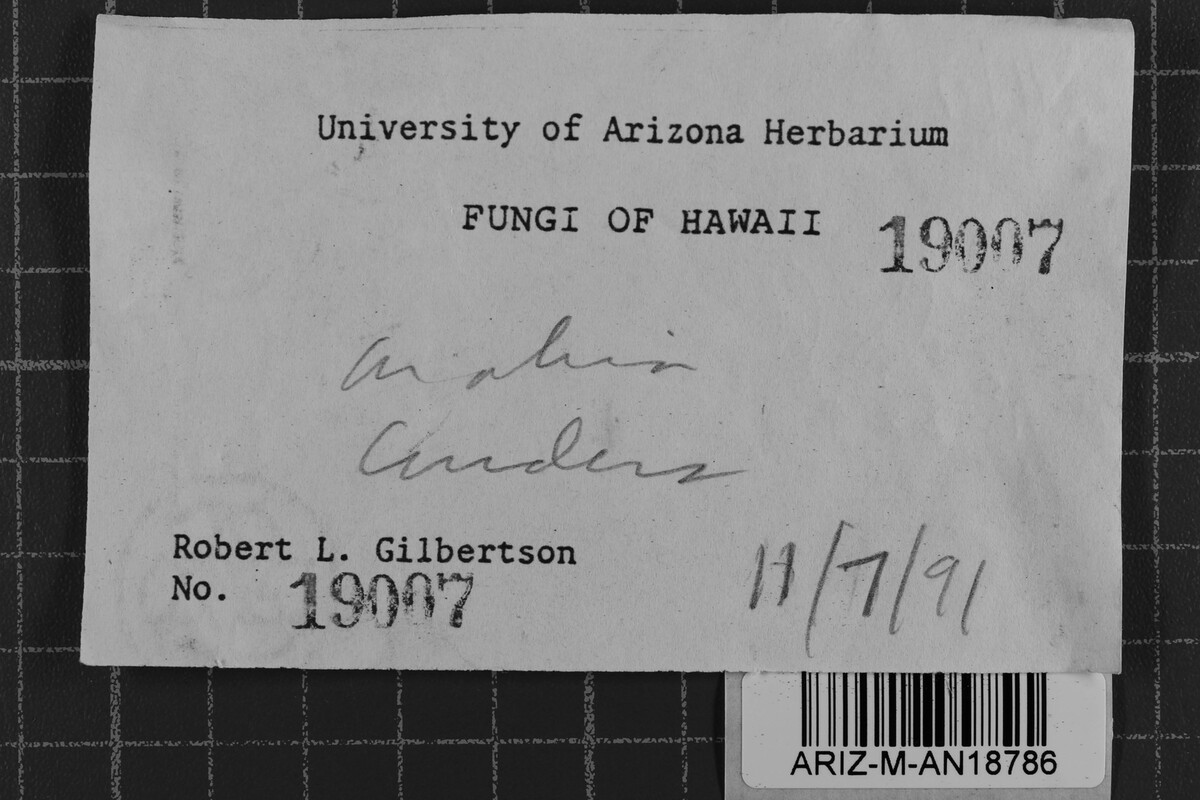 University of Arizona Herbarium
FUNGI OF HAWAII 19007
Robert L. Gilbertson
No. 19007
11/7/91
ARIZ-M-AN18786